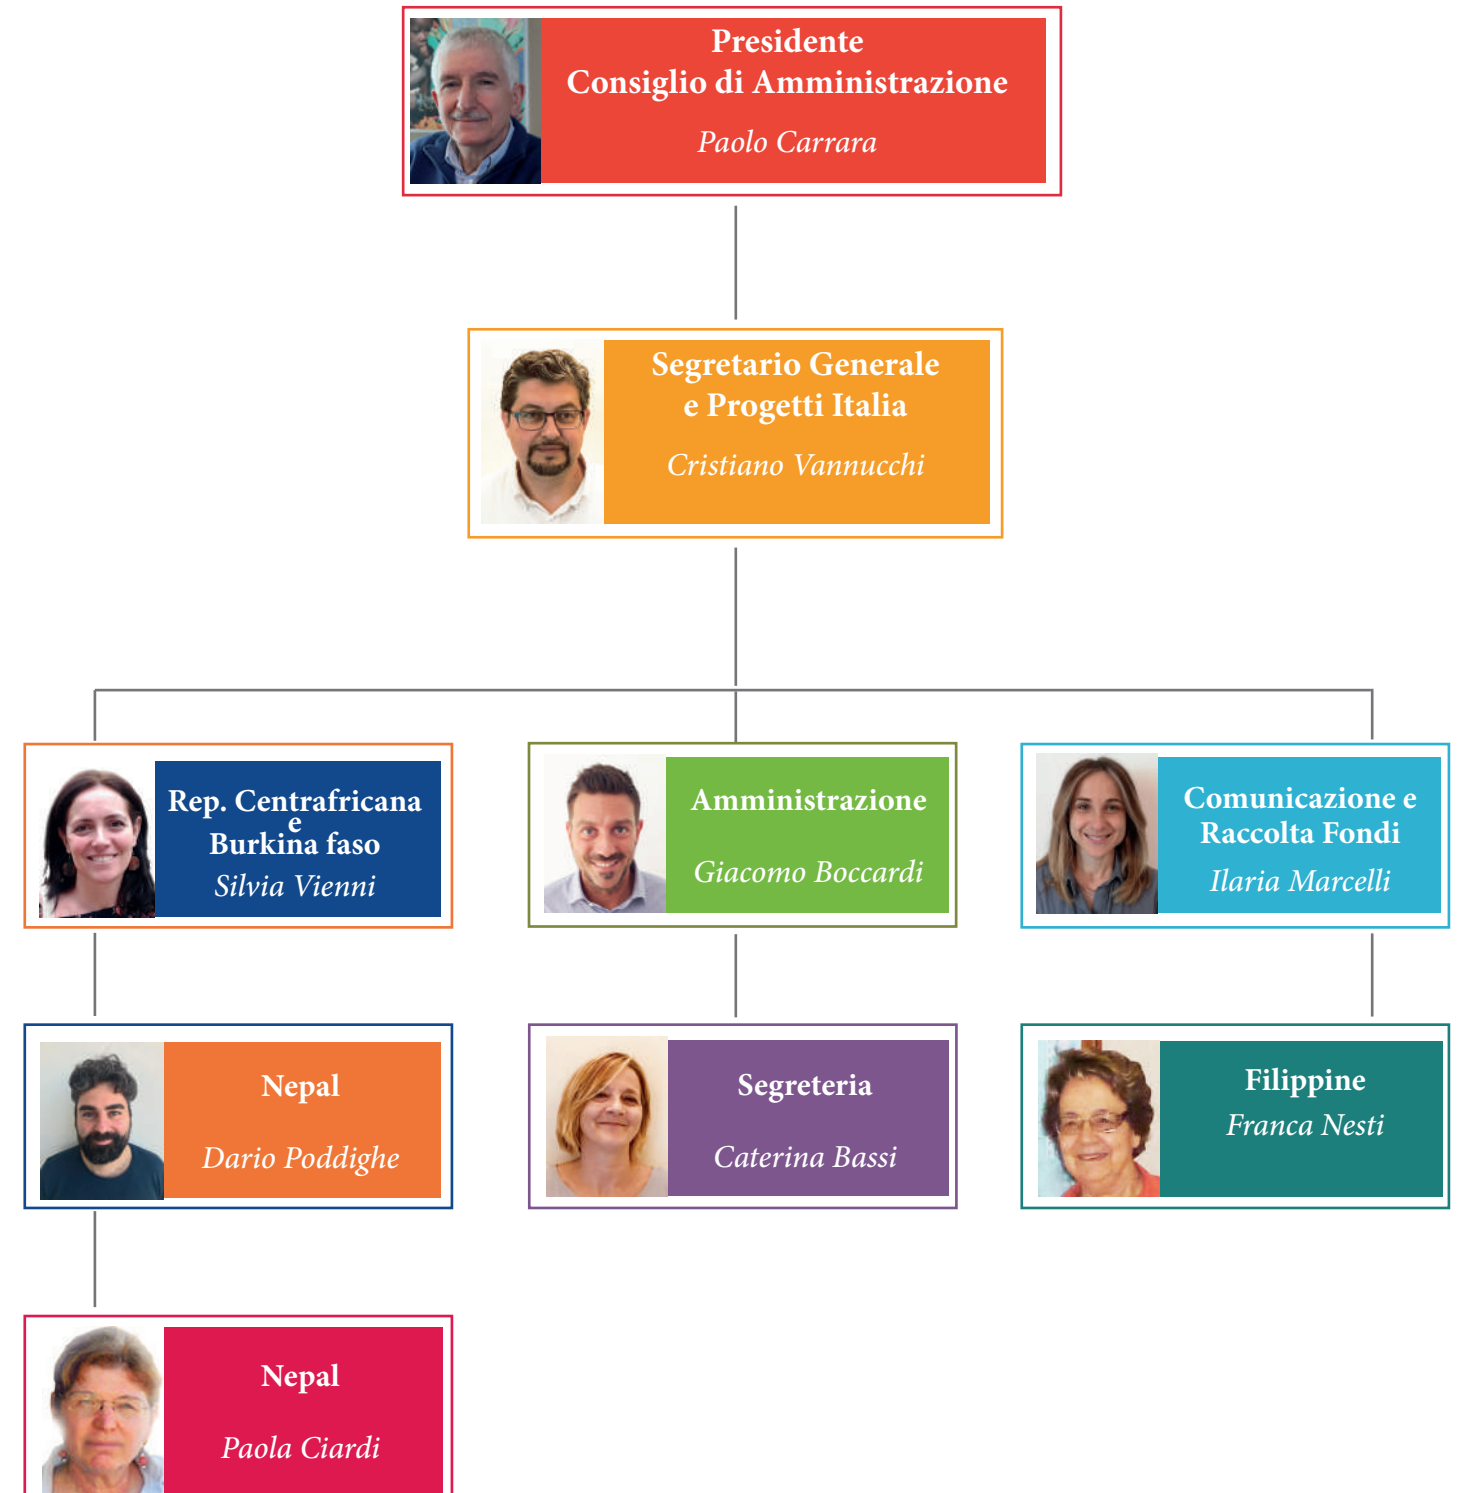 Presidente
Consiglio di Amministrazione
Paolo Carrara
Segretario Generale
e Progetti Italia
Cristiano Vannucchi
Rep. Centrafricana
e
Burkina faso
Silvia Vienni
Amministrazione
Giacomo Boccardi
Comunicazione e
Raccolta Fondi
Ilaria Marcelli
Nepal
Dario Poddighe
Segreteria
Caterina Bassi
Filippine
Franca Nesti
Nepal
Paola Ciardi